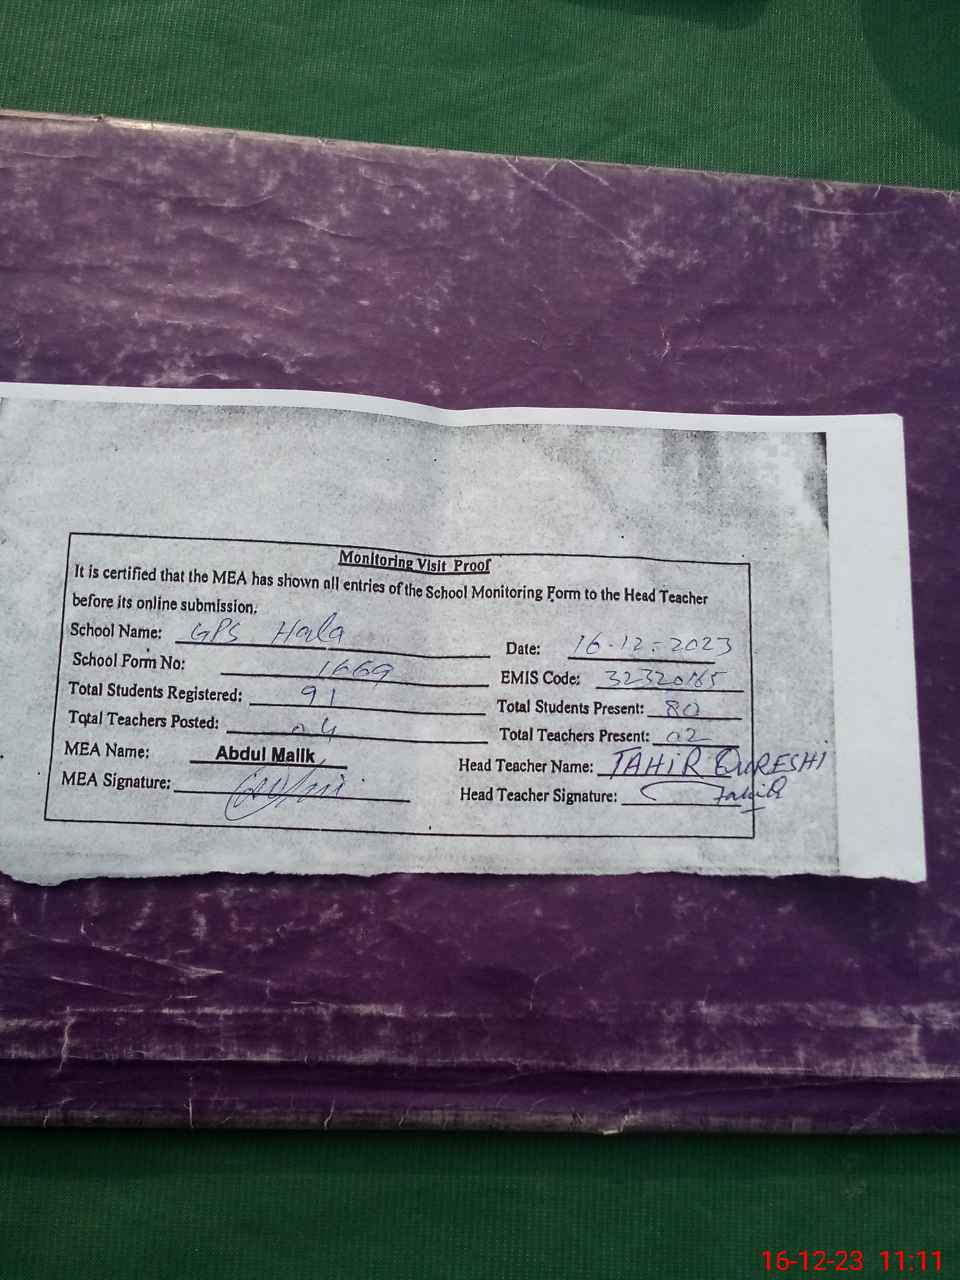 Monitoring Visit Proof
It is certified that the MEA has shown all entries of the School Monitoring Form to the Head Teacher
before its online submission.
School Name: GPS Hala
Date: 16-12-2023
School Form No: 1669
EMIS Code: 32320165
Total Students Registered: 91
Total Students Present: 80
Total Teachers Posted: 04
Total Teachers Present: 02
MEA Name: Abdul Malik
Head Teacher Name: TAHIR QURESHI
MEA Signature:
Head Teacher Signature: Tahir
16-12-23 11:11